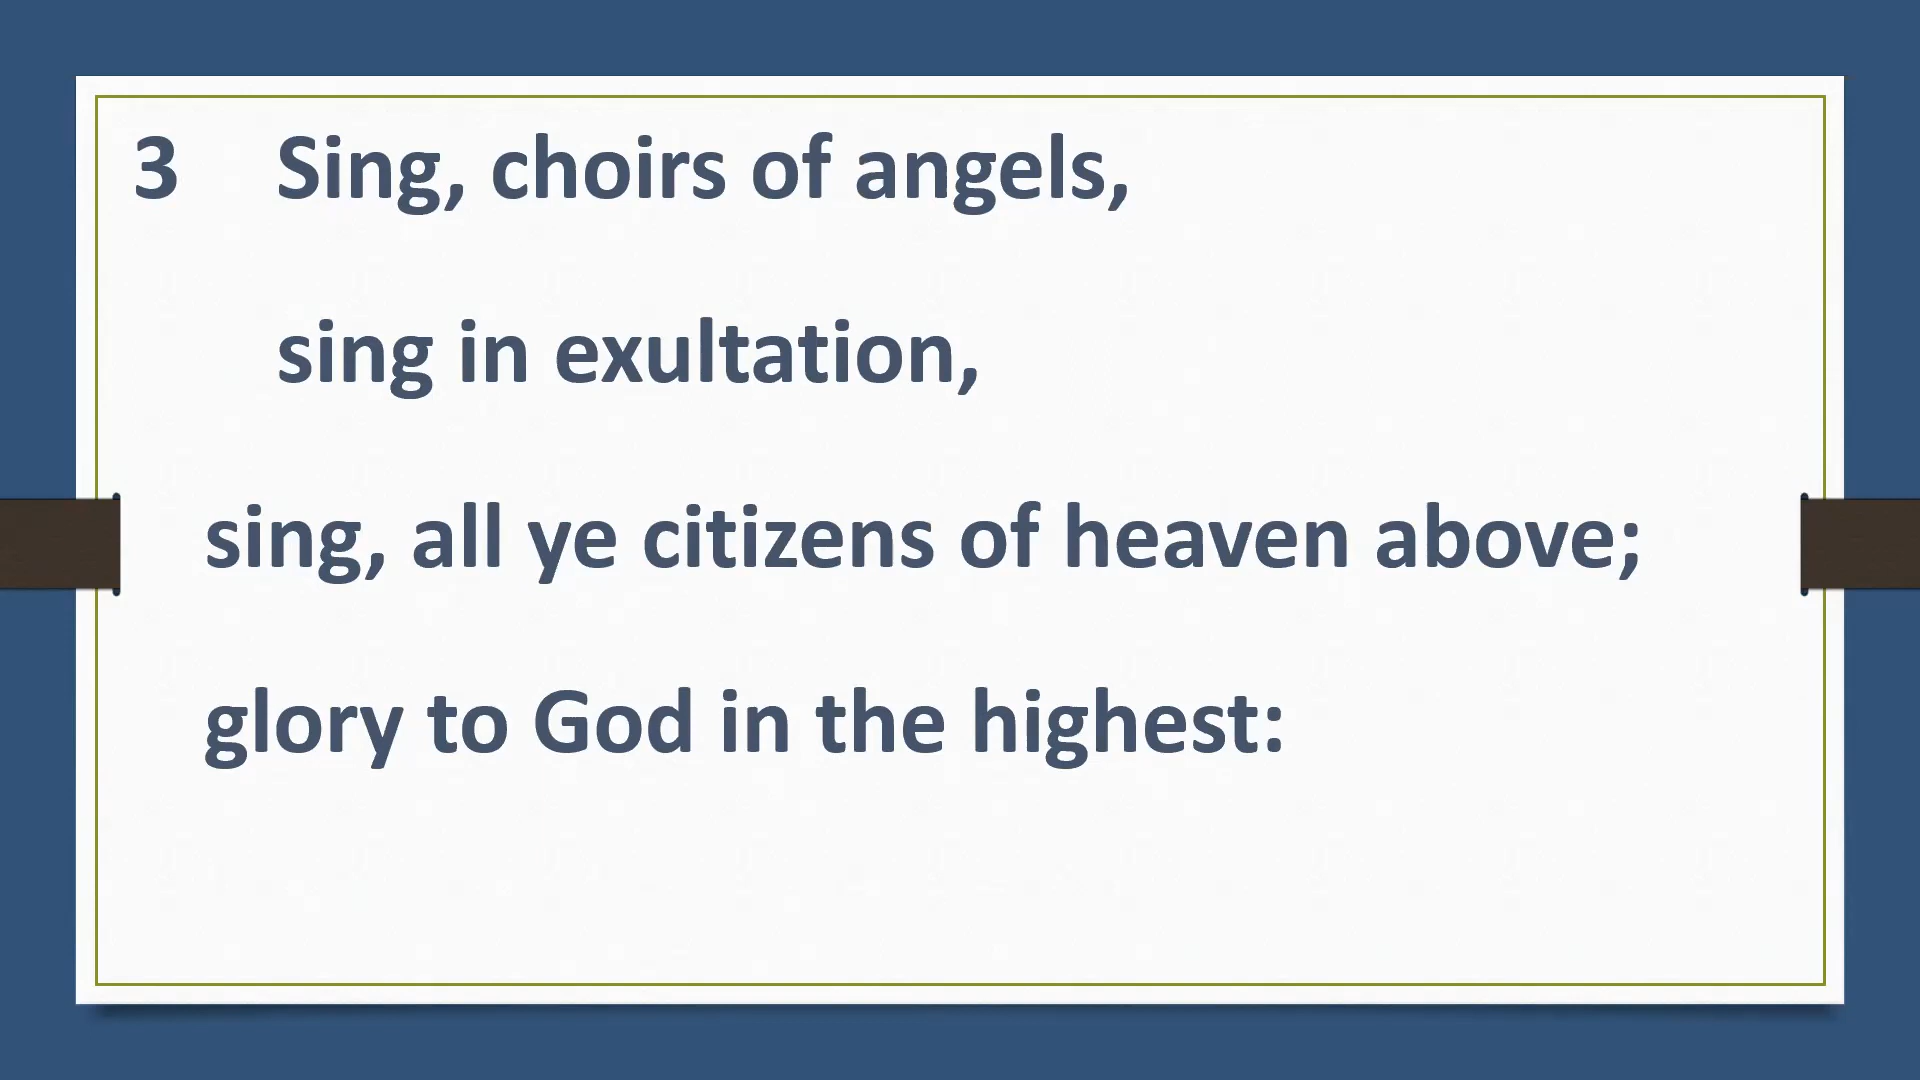 3 Sing, choirs of angels,
sing in exultation,
sing, all ye citizens of heaven above;
glory to God in the highest: